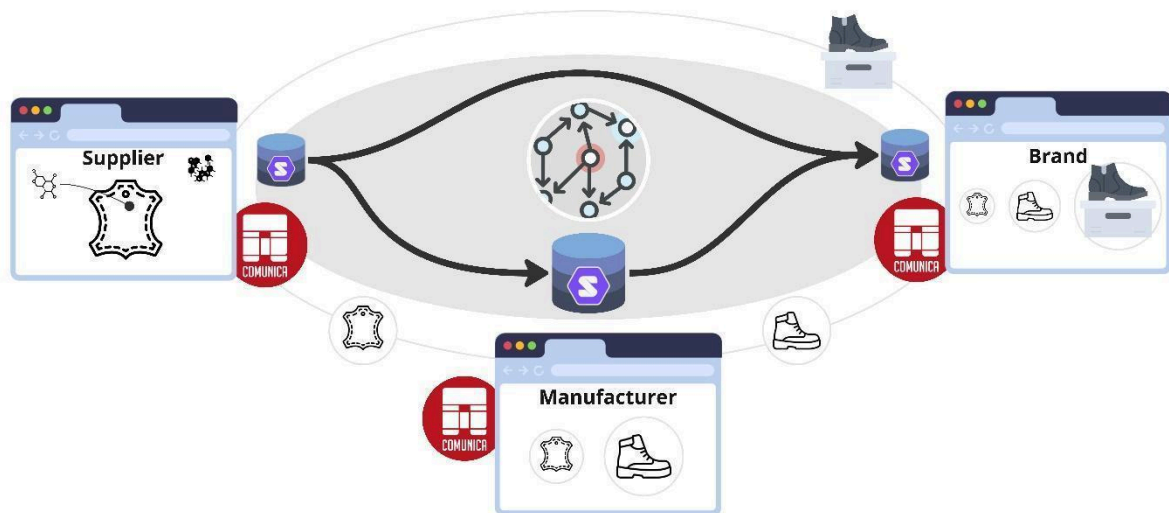 Supplier
Brand
COMUNICA
COMUNICA
Manufacturer
COMUNICA